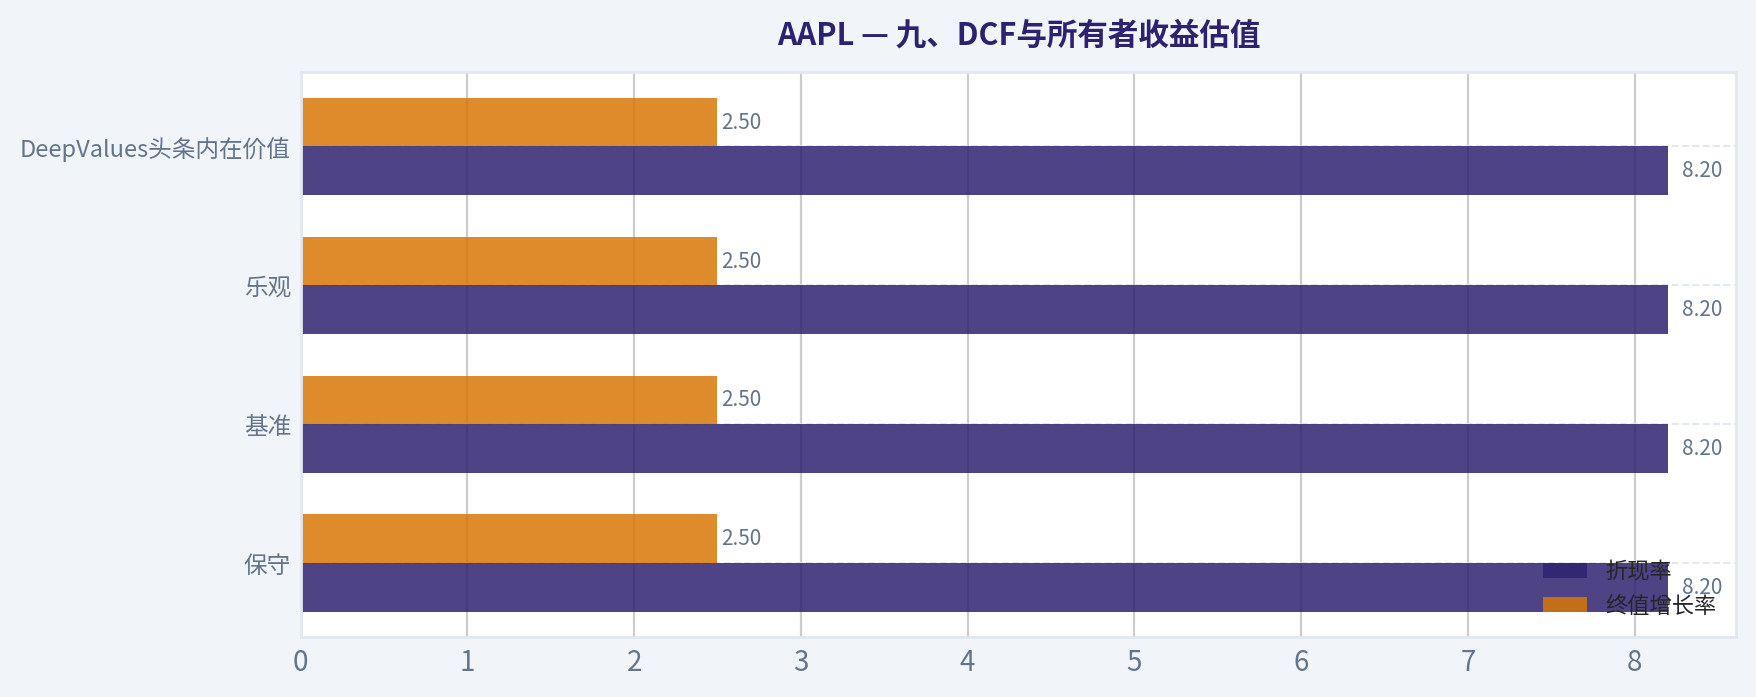 AAPL — 九、DCF与所有者收益估值
DeepValues头条内在价值
2.50
8.20
乐观
2.50
8.20
基准
2.50
8.20
保守
2.50
8.20
折现率
终值增长率
0 1 2 3 4 5 6 7 8